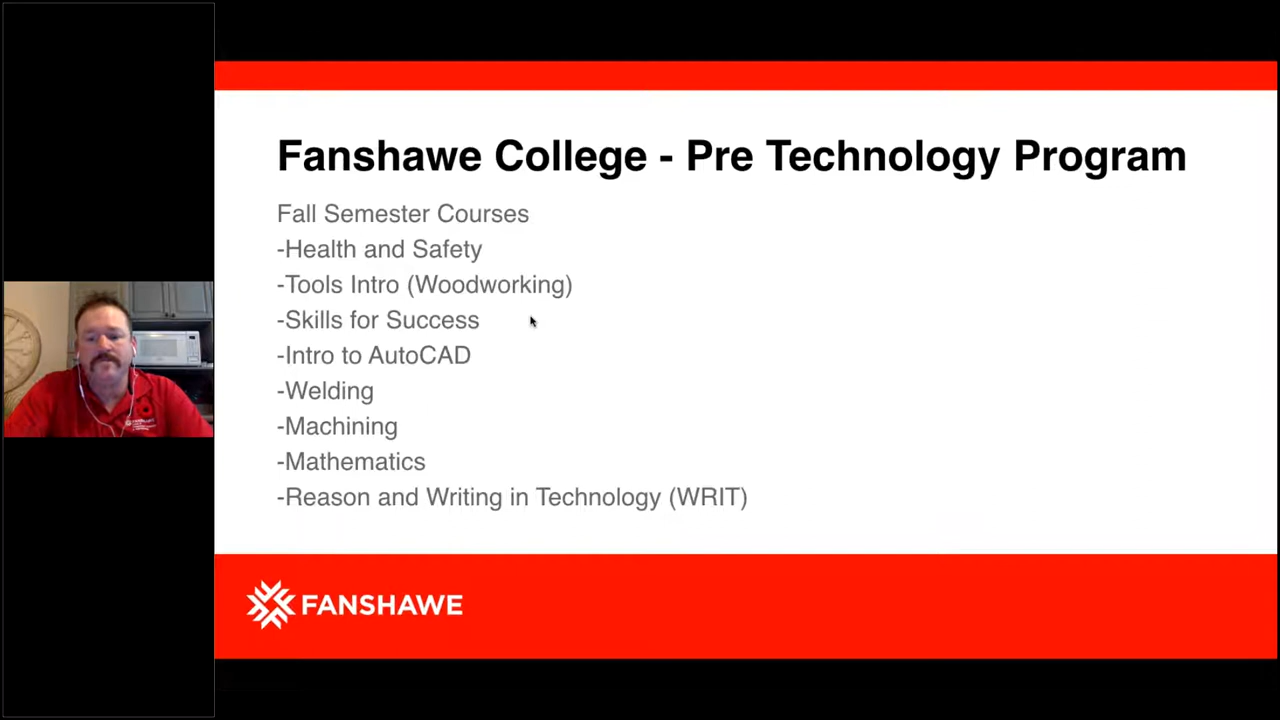 Fanshawe College - Pre Technology Program
Fall Semester Courses
-Health and Safety
-Tools Intro (Woodworking)
-Skills for Success
-Intro to AutoCAD
-Welding
-Machining
-Mathematics
-Reason and Writing in Technology (WRIT)
FANSHAWE